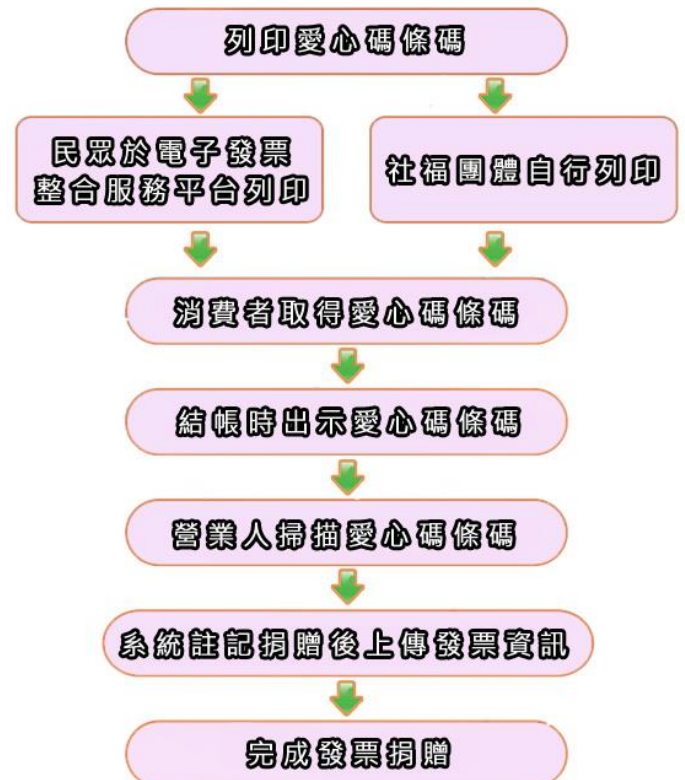 列印愛心碼條碼
民眾於電子發票
整合服務平台列印
社福團體自行列印
消費者取得愛心碼條碼
結帳時出示愛心碼條碼
營業人掃描愛心碼條碼
系統註記捐贈後上傳發票資訊
完成發票捐贈